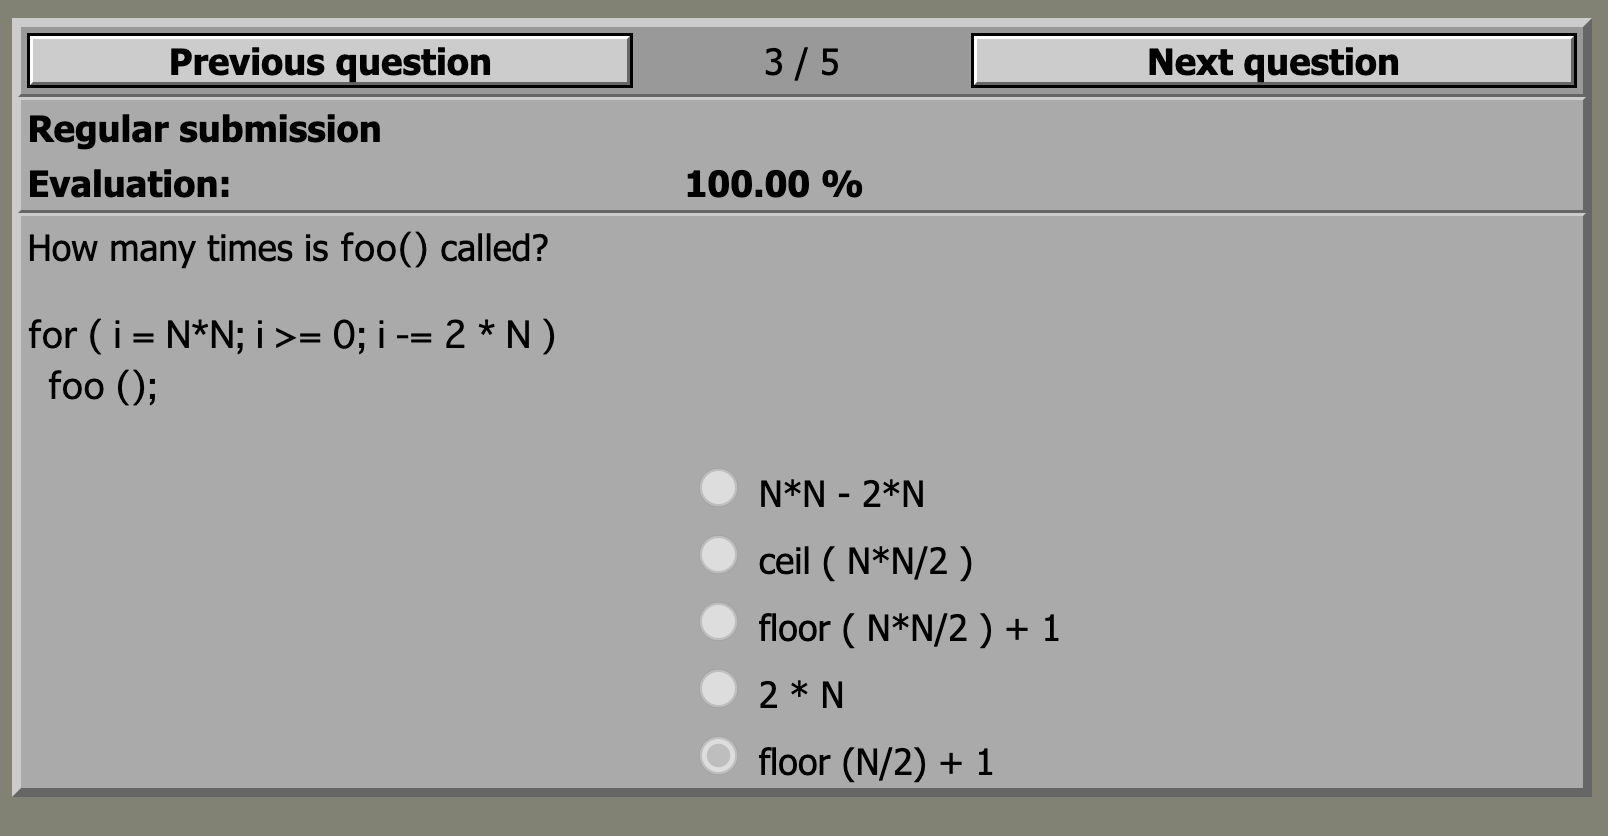 Previous question 3 / 5 Next question
Regular submission
Evaluation: 100.00 %
How many times is foo() called?
for ( i = N*N; i >= 0; i -= 2 * N )
foo ();
N*N - 2*N
ceil ( N*N/2 )
floor ( N*N/2 ) + 1
2 * N
floor (N/2) + 1